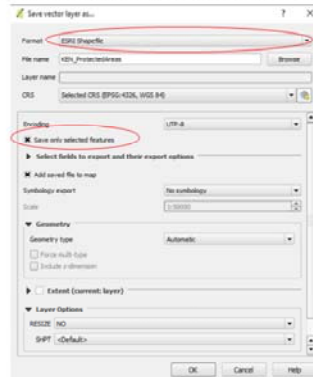 Save vector layer as...
? X
Format ESRI Shapefile
File name KEN_ProtectedAreas Browse
Layer name
CRS Selected CRS (EPSG:4326, WGS 84)
Encoding UTF-8
Save only selected features
Select fields to export and their export options
Add saved file to map
Symbology export No symbology
Scale 1:50000
Geometry
Geometry type Automatic
Force multi-type
Include z-dimension
Extent (current: layer)
Layer Options
RESIZE NO
SHPT <Default>
OK Cancel Help